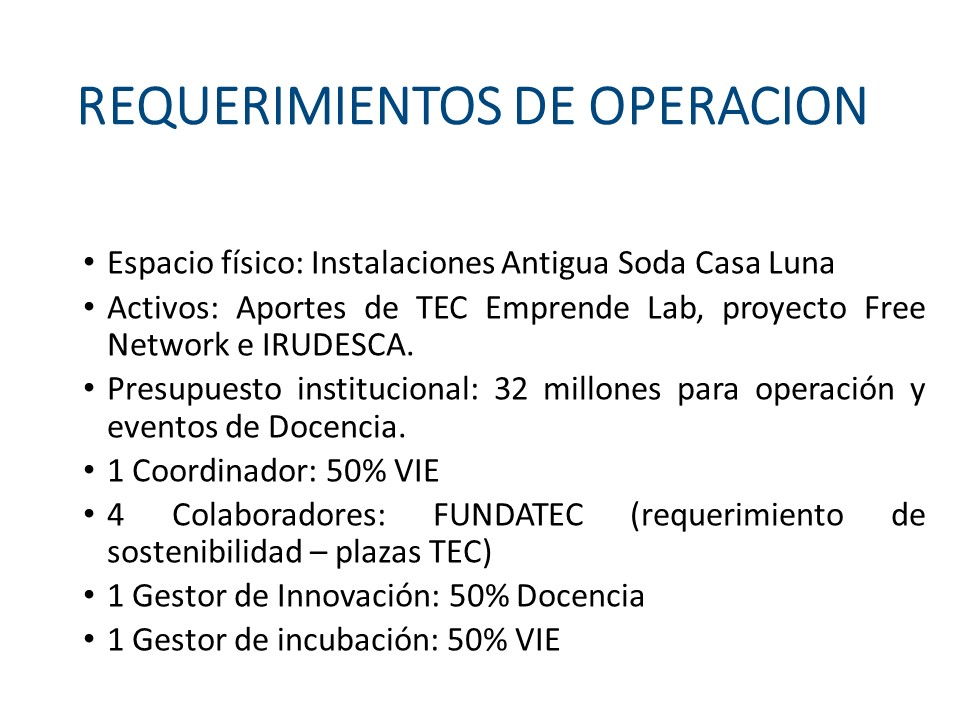 REQUERIMIENTOS DE OPERACION
• Espacio físico: Instalaciones Antigua Soda Casa Luna
• Activos: Aportes de TEC Emprende Lab, proyecto Free
Network e IRUDESCA.
• Presupuesto institucional: 32 millones para operación y
eventos de Docencia.
• 1 Coordinador: 50% VIE
• 4 Colaboradores: FUNDATEC (requerimiento de
sostenibilidad – plazas TEC)
• 1 Gestor de Innovación: 50% Docencia
• 1 Gestor de incubación: 50% VIE